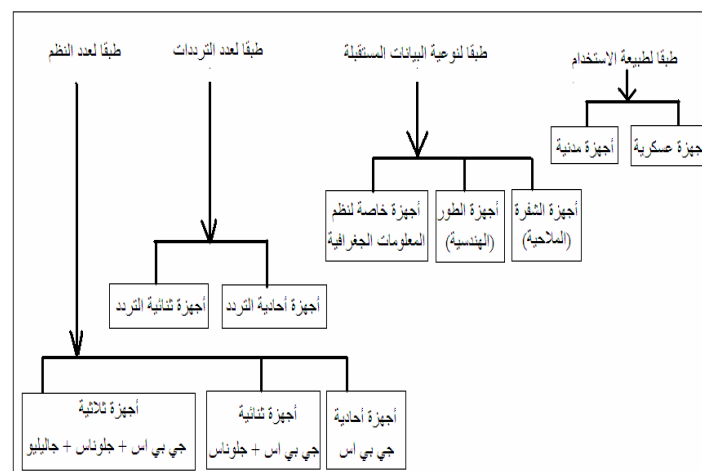 طبقا لطبيعة الاستخدام
أجهزة مدنية
طبقا لنوعية البيانات المستقبلة
أجهزة الشفرة
(الملاحية)
أجهزة الطور
(الهندسية)
أجهزة خاصة لنظم
المعلومات الجغرافية
طبقا لعدد الترددات
أجهزة أحادية التردد
أجهزة ثنائية التردد
طبقا لعدد النظم
أجهزة أحادية
جي بي اس
أجهزة ثنائية
جي بي اس + جلوناس
أجهزة ثلاثية
جي بي اس + جلوناس + جاليليو